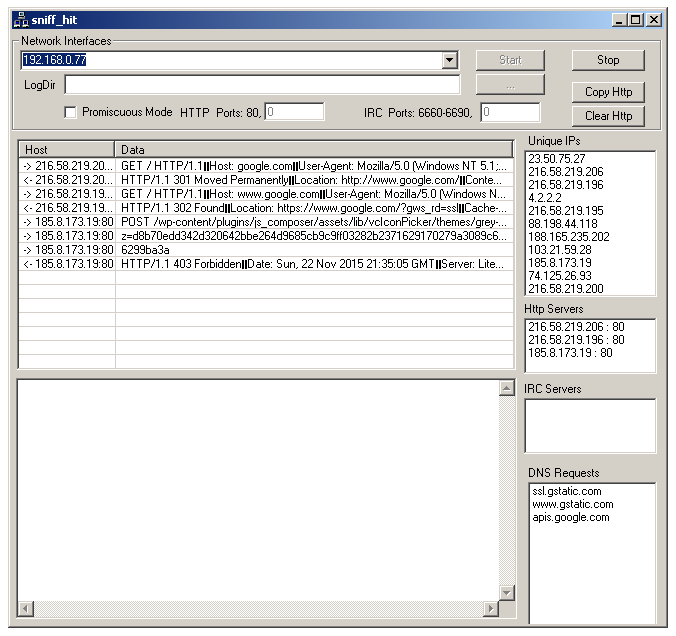 sniff_hit
Network Interfaces
192.168.0.77
Start
Stop
LogDir
...
Copy Http
Promiscuous Mode HTTP Ports: 80, 0 IRC Ports: 6660-6690, 0
Clear Http
Host Data
-> 216.58.219.20... GET / HTTP/1.1||Host: google.com||User-Agent: Mozilla/5.0 (Windows NT 5.1;...
<- 216.58.219.20... HTTP/1.1 301 Moved Permanently||Location: http://www.google.com/||Conte...
-> 216.58.219.19... GET / HTTP/1.1||Host: www.google.com||User-Agent: Mozilla/5.0 (Windows N...
<- 216.58.219.19... HTTP/1.1 302 Found||Location: https://www.google.com/?gws_rd=ssl||Cache-...
-> 185.8.173.19:80 POST /wp-content/plugins/js_composer/assets/lib/vcIconPicker/themes/grey-...
-> 185.8.173.19:80 z=d8b70edd342d320642bbe264d9685cb9c9ff03282b2371629170279a3089c6...
-> 185.8.173.19:80 6299ba3a
<- 185.8.173.19:80 HTTP/1.1 403 Forbidden||Date: Sun, 22 Nov 2015 21:35:05 GMT||Server: Lite...
Unique IPs
23.50.75.27
216.58.219.206
216.58.219.196
4.2.2.2
216.58.219.195
88.198.44.118
188.165.235.202
103.21.59.28
185.8.173.19
74.125.26.93
216.58.219.200
Http Servers
216.58.219.206 : 80
216.58.219.196 : 80
185.8.173.19 : 80
IRC Servers
DNS Requests
ssl.gstatic.com
www.gstatic.com
apis.google.com